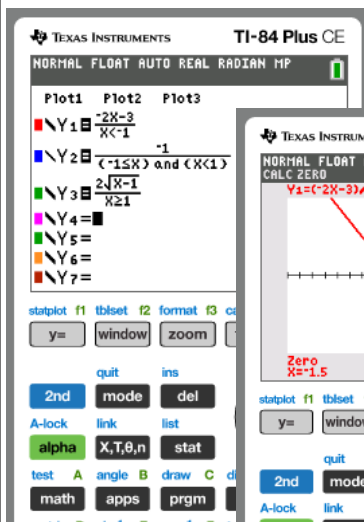 TEXAS INSTRUMENTS TI-84 Plus CE
NORMAL FLOAT AUTO REAL RADIAN MP
Plot1 Plot2 Plot3
\Y₁=(⁻2X-3)/(X<⁻1)
\Y₂=⁻1/((⁻1≤X) and (X<1))
\Y₃=2√(X-1)/(X≥1)
\Y₄=
\Y₅=
\Y₆=
\Y₇=
statplot f1 tblset f2 format f3
y= window zoom
quit ins
2nd mode del
A-lock link list
alpha X,T,θ,n stat
test A angle B draw C
math apps prgm
TEXAS INSTRUM
NORMAL FLOAT
CALC ZERO
Y₁=(⁻2X-3)/
Zero
X=⁻1.5
statplot f1 tblset
y= window
quit
2nd mode
A-lock link